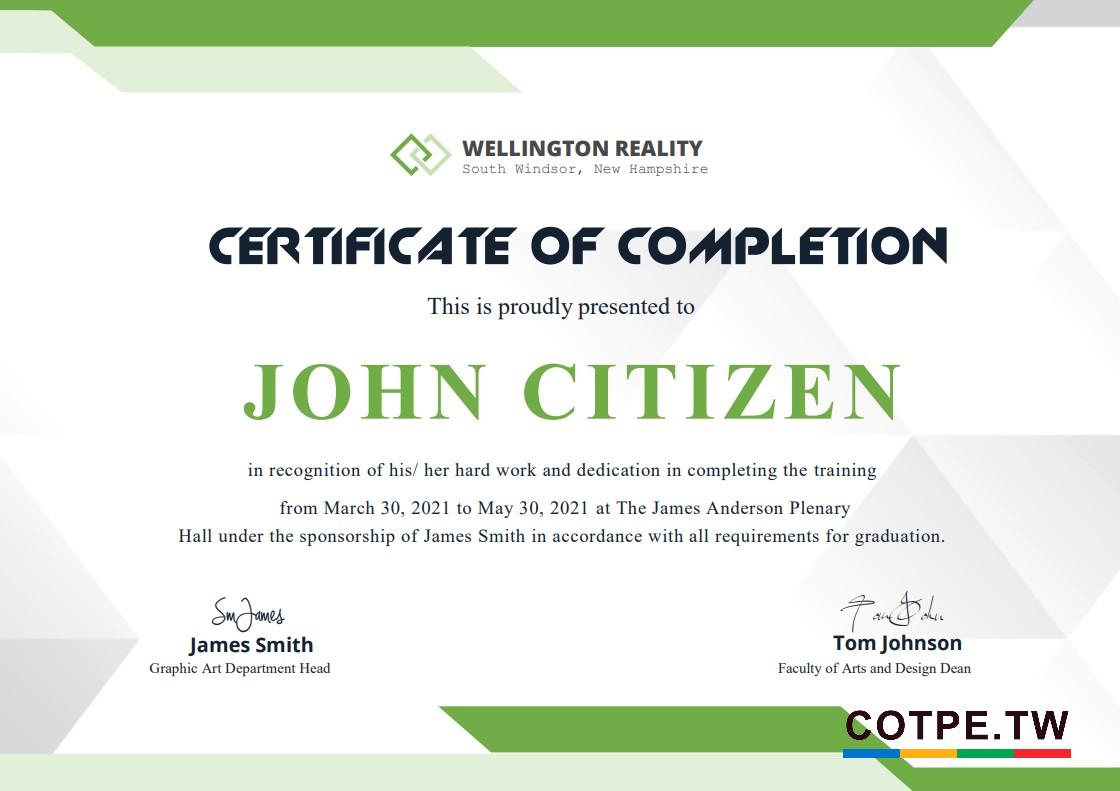 WELLINGTON REALITY
South Windsor, New Hampshire
CERTIFICATE OF COMPLETION
This is proudly presented to
JOHN CITIZEN
in recognition of his/ her hard work and dedication in completing the training
from March 30, 2021 to May 30, 2021 at The James Anderson Plenary
Hall under the sponsorship of James Smith in accordance with all requirements for graduation.
SmJames
James Smith
Graphic Art Department Head
Tom Johnson
Faculty of Arts and Design Dean
COTPE.TW